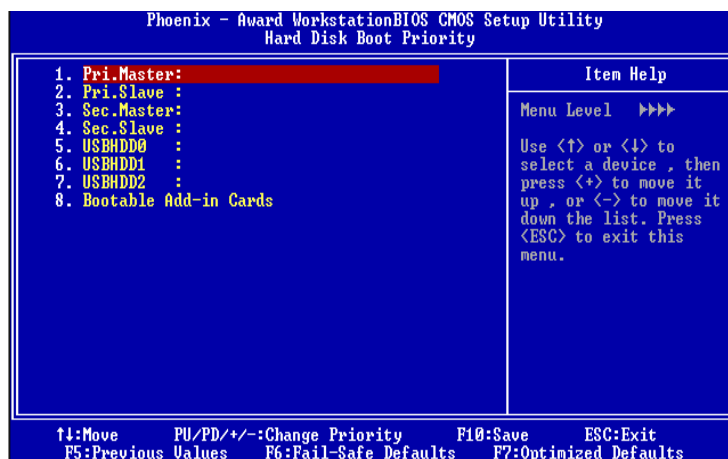 Phoenix - Award WorkstationBIOS CMOS Setup Utility
Hard Disk Boot Priority
1. Pri.Master:
2. Pri.Slave :
3. Sec.Master:
4. Sec.Slave :
5. USBHDD0 :
6. USBHDD1 :
7. USBHDD2 :
8. Bootable Add-in Cards
Item Help
Menu Level ►►►►
Use <↑> or <↓> to
select a device , then
press <+> to move it
up , or <-> to move it
down the list. Press
<ESC> to exit this
menu.
↑↓:Move PU/PD/+/-:Change Priority F10:Save ESC:Exit
F5:Previous Values F6:Fail-Safe Defaults F7:Optimized Defaults